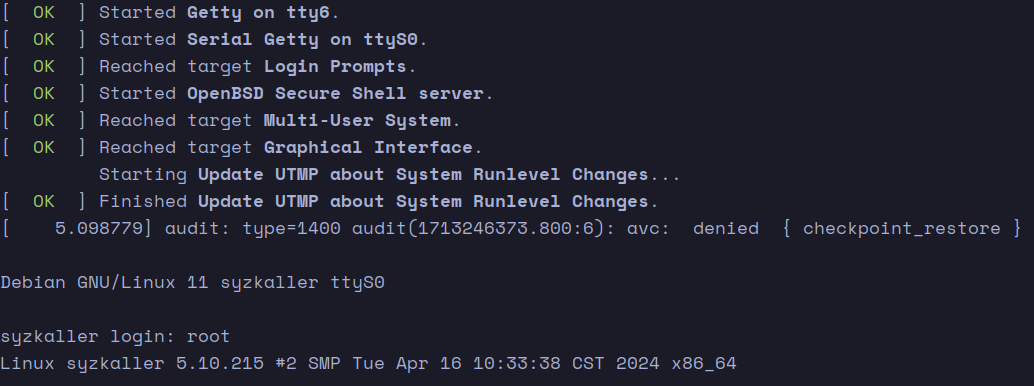 [  OK  ] Started Getty on tty6.
[  OK  ] Started Serial Getty on ttyS0.
[  OK  ] Reached target Login Prompts.
[  OK  ] Started OpenBSD Secure Shell server.
[  OK  ] Reached target Multi-User System.
[  OK  ] Reached target Graphical Interface.
         Starting Update UTMP about System Runlevel Changes...
[  OK  ] Finished Update UTMP about System Runlevel Changes.
[    5.098779] audit: type=1400 audit(1713246373.800:6): avc:  denied  { checkpoint_restore }
Debian GNU/Linux 11 syzkaller ttyS0
syzkaller login: root
Linux syzkaller 5.10.215 #2 SMP Tue Apr 16 10:33:38 CST 2024 x86_64